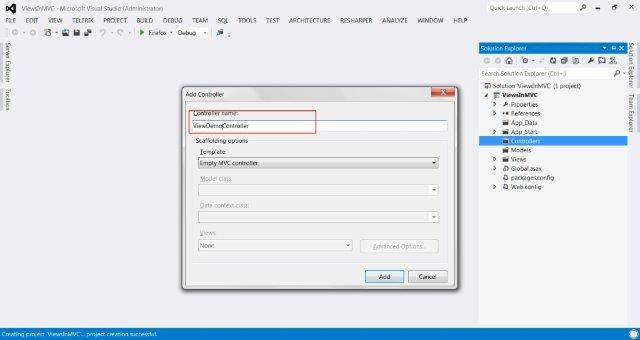 ViewsInMVC - Microsoft Visual Studio (Administrator)
Quick Launch (Ctrl+Q)
FILE EDIT VIEW TELERIK PROJECT DEBUG TEAM SQL TOOLS TEST ARCHITECTURE RESHARPER ANALYZE WINDOW HELP
Firefox Debug
Server Explorer
Toolbox
Solution Explorer
Search Solution Explorer (Ctrl+;)
Solution 'ViewsInMVC' (1 project)
ViewsInMVC
Properties
References
App_Data
App_Start
Controllers
Models
Views
Global.asax
packages.config
Web.config
Team Explorer
Add Controller
Controller name:
ViewDemoController
Scaffolding options
Template:
Empty MVC controller
Model class:
Data context class:
Views
None
Advanced Options...
Add
Cancel
Creating project 'ViewsInMVC'... project creation successful.